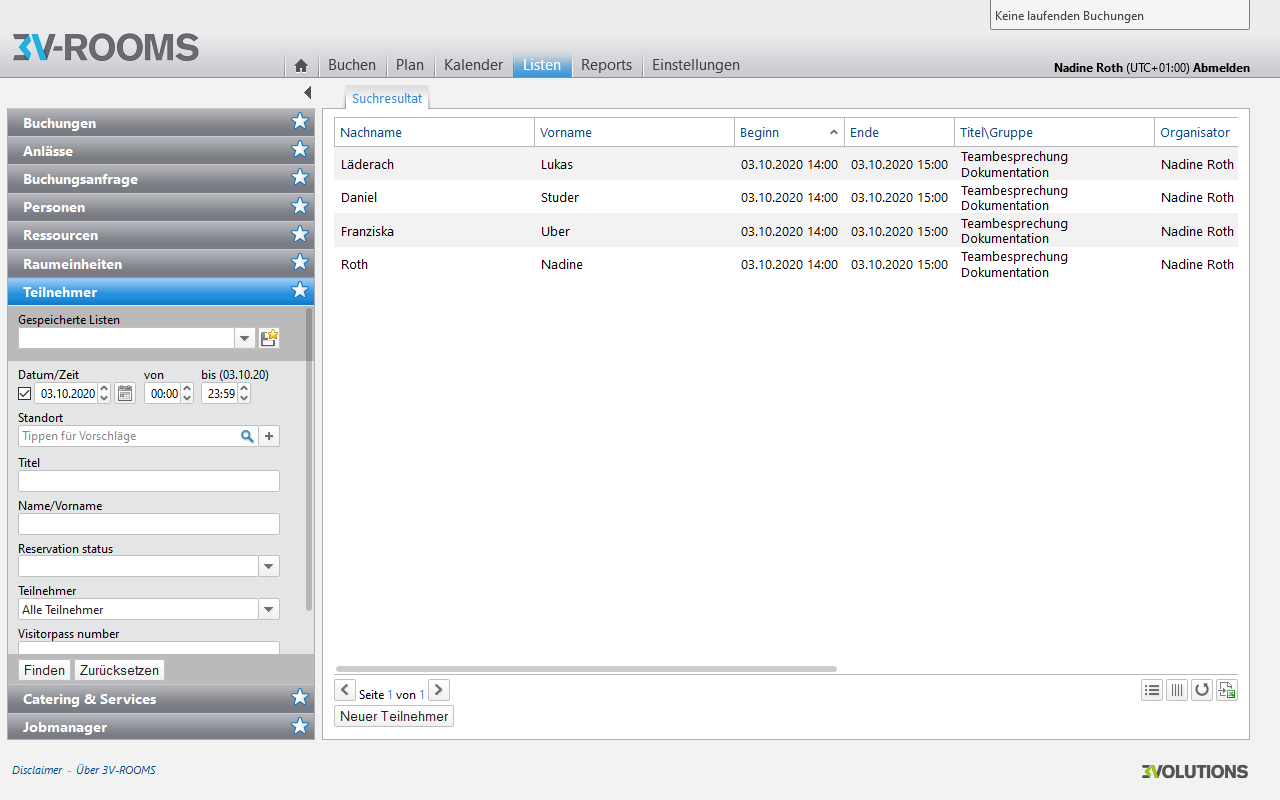 Keine laufenden Buchungen
3V-ROOMS
Buchen Plan Kalender Listen Reports Einstellungen
Nadine Roth (UTC+01:00) Abmelden
Buchungen
Anlässe
Buchungsanfrage
Personen
Ressourcen
Raumeinheiten
Teilnehmer
Gespeicherte Listen
Datum/Zeit von bis (03.10.20)
03.10.2020 00:00 23:59
Standort
Tippen für Vorschläge
Titel
Name/Vorname
Reservation status
Teilnehmer
Alle Teilnehmer
Visitorpass number
Finden Zurücksetzen
Catering & Services
Jobmanager
Suchresultat
Nachname Vorname Beginn Ende Titel\Gruppe Organisator
Läderach Lukas 03.10.2020 14:00 03.10.2020 15:00 Teambesprechung Dokumentation Nadine Roth
Daniel Studer 03.10.2020 14:00 03.10.2020 15:00 Teambesprechung Dokumentation Nadine Roth
Franziska Uber 03.10.2020 14:00 03.10.2020 15:00 Teambesprechung Dokumentation Nadine Roth
Roth Nadine 03.10.2020 14:00 03.10.2020 15:00 Teambesprechung Dokumentation Nadine Roth
Seite 1 von 1
Neuer Teilnehmer
Disclaimer - Über 3V-ROOMS
3VOLUTIONS